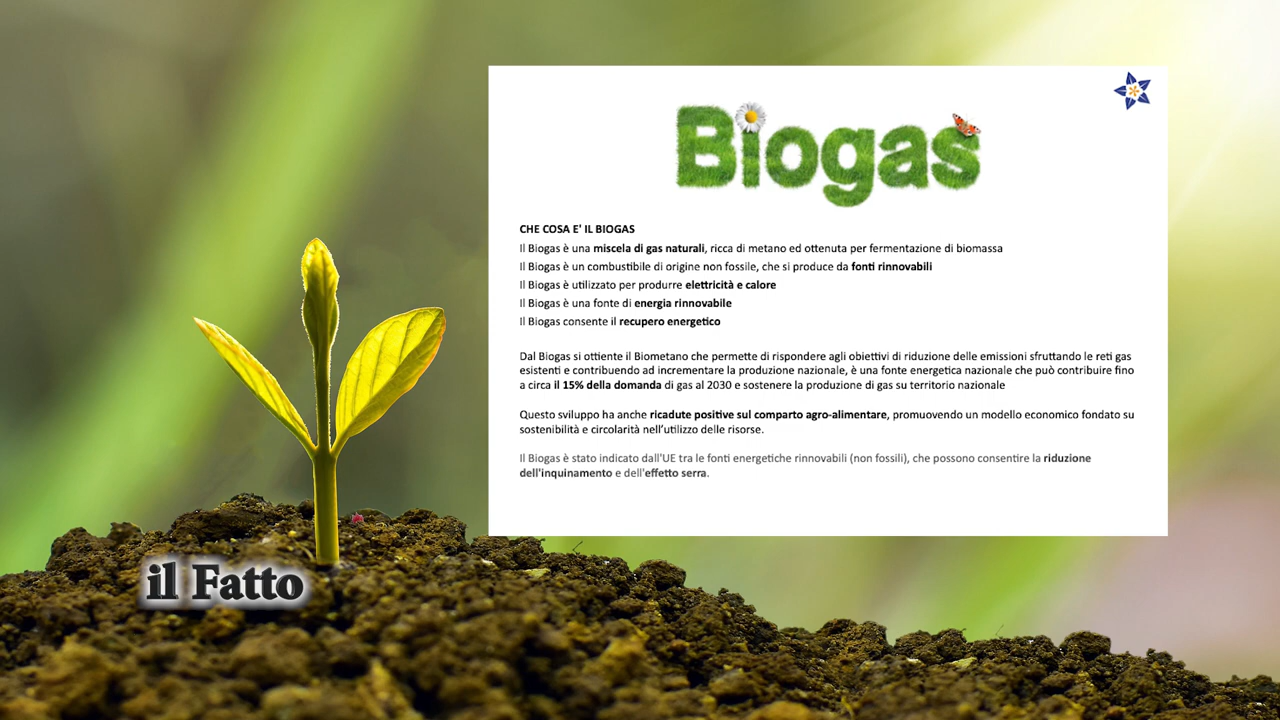 Biogas
CHE COSA E' IL BIOGAS
Il Biogas è una miscela di gas naturali, ricca di metano ed ottenuta per fermentazione di biomassa
Il Biogas è un combustibile di origine non fossile, che si produce da fonti rinnovabili
Il Biogas è utilizzato per produrre elettricità e calore
Il Biogas è una fonte di energia rinnovabile
Il Biogas consente il recupero energetico
Dal Biogas si ottiente il Biometano che permette di rispondere agli obiettivi di riduzione delle emissioni sfruttando le reti gas
esistenti e contribuendo ad incrementare la produzione nazionale, è una fonte energetica nazionale che può contribuire fino
a circa il 15% della domanda di gas al 2030 e sostenere la produzione di gas su territorio nazionale
Questo sviluppo ha anche ricadute positive sul comparto agro-alimentare, promuovendo un modello economico fondato su
sostenibilità e circolarità nell'utilizzo delle risorse.
Il Biogas è stato indicato dall'UE tra le fonti energetiche rinnovabili (non fossili), che possono consentire la riduzione
dell'inquinamento e dell'effetto serra.
il Fatto